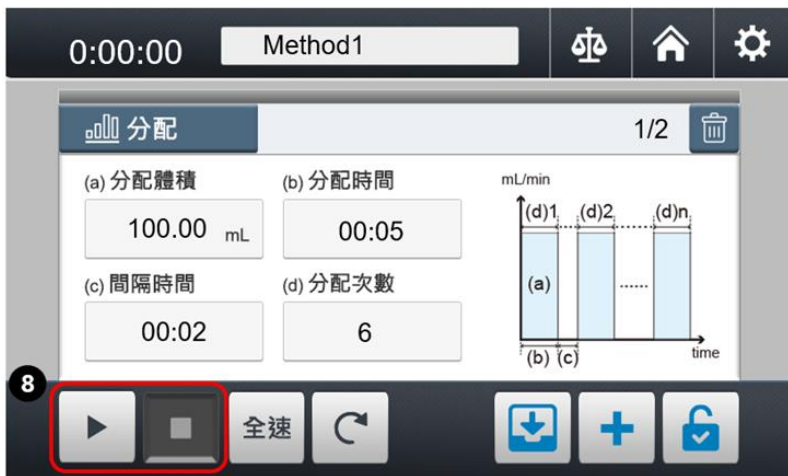 0:00:00 Method1
分配 1/2
(a) 分配體積 (b) 分配時間
100.00 mL 00:05
(c) 間隔時間 (d) 分配次數
00:02 6
mL/min
(d)1 (d)2 (d)n
(a)
(b) (c) time
8
全速